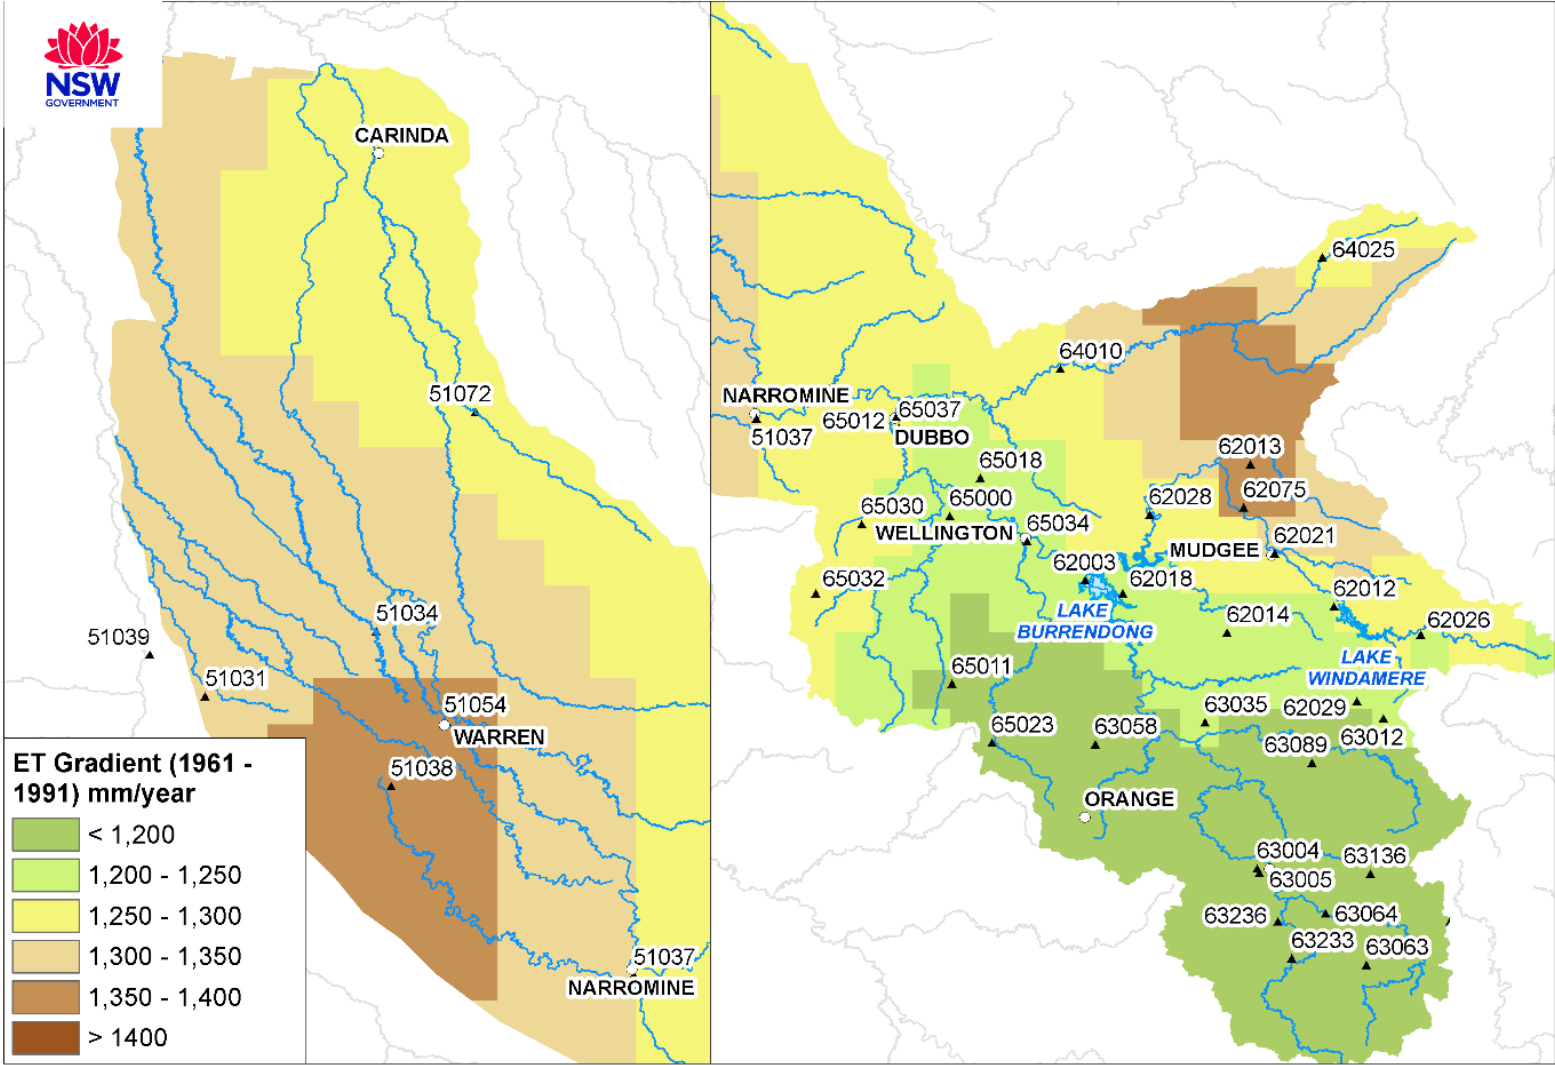 NSW
GOVERNMENT
CARINDA
51072
51034
51039
51031
51054
WARREN
51038
51037
NARROMINE
ET Gradient (1961 -
1991) mm/year
< 1,200
1,200 - 1,250
1,250 - 1,300
1,300 - 1,350
1,350 - 1,400
> 1400
64025
64010
NARROMINE
51037
65012
65037
DUBBO
65018
62013
65030
65000
62028
62075
WELLINGTON
65034
MUDGEE
62021
65032
62003
62018
62012
LAKE
BURRENDONG
62014
62026
LAKE
WINDAMERE
65011
65023
63058
63035
62029
63012
63089
ORANGE
63004
63005
63136
63236
63064
63233
63063